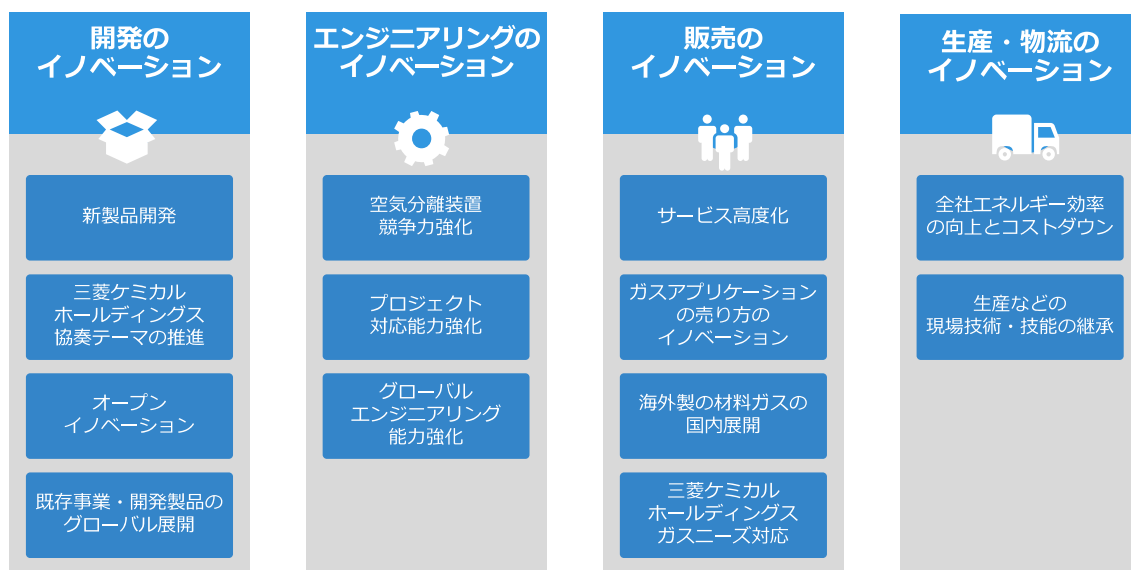 開発の
イノベーション
新製品開発
三菱ケミカル
ホールディングス
協奏テーマの推進
オープン
イノベーション
既存事業・開発製品の
グローバル展開
エンジニアリングの
イノベーション
空気分離装置
競争力強化
プロジェクト
対応能力強化
グローバル
エンジニアリング
能力強化
販売の
イノベーション
サービス高度化
ガスアプリケーション
の売り方の
イノベーション
海外製の材料ガスの
国内展開
三菱ケミカル
ホールディングス
ガスニーズ対応
生産・物流の
イノベーション
全社エネルギー効率
の向上とコストダウン
生産などの
現場技術・技能の継承